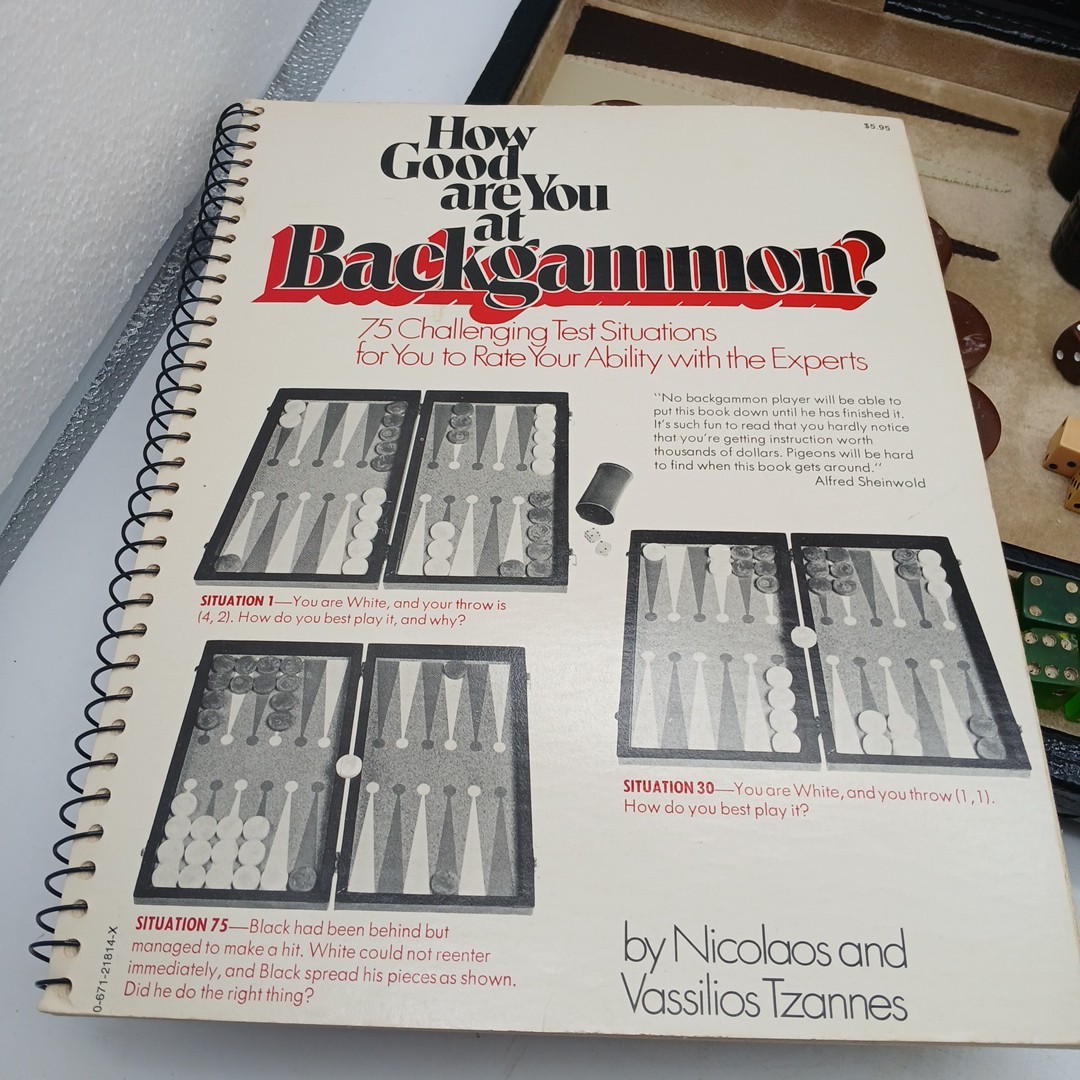 $5.95
How
Good
are You
at
Backgammon?
75 Challenging Test Situations
for You to Rate Your Ability with the Experts
"No backgammon player will be able to
put this book down until he has finished it.
It's such fun to read that you hardly notice
that you're getting instruction worth
thousands of dollars. Pigeons will be hard
to find when this book gets around."
Alfred Sheinwold
SITUATION 1—You are White, and your throw is
(4, 2). How do you best play it, and why?
SITUATION 30—You are White, and you throw (1, 1).
How do you best play it?
SITUATION 75—Black had been behind but
managed to make a hit. White could not reenter
immediately, and Black spread his pieces as shown.
Did he do the right thing?
by Nicolaos and
Vassilios Tzannes
0-671-21814-X